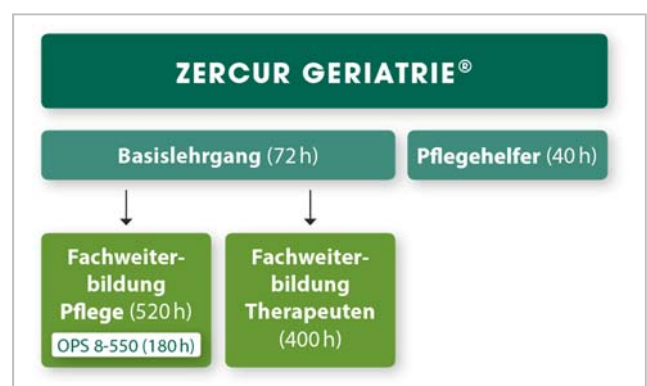 ZERCUR GERIATRIE®
Basislehrgang (72 h)
Pflegehelfer (40 h)
Fachweiter-
bildung
Pflege (520 h)
OPS 8-550 (180 h)
Fachweiter-
bildung
Therapeuten
(400 h)